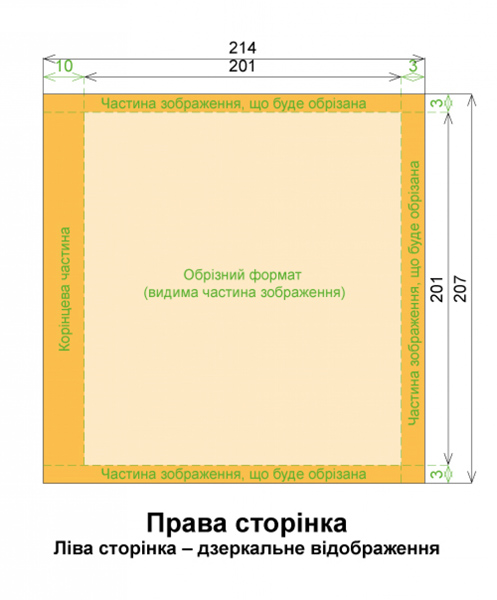 214
10 201 3
Частина зображення, що буде обрізана
3
Корінцева частина
Обрізний формат
(видима частина зображення)
Частина зображення, що буде обрізана
201
207
Частина зображення, що буде обрізана
3
Права сторінка
Ліва сторінка – дзеркальне відображення